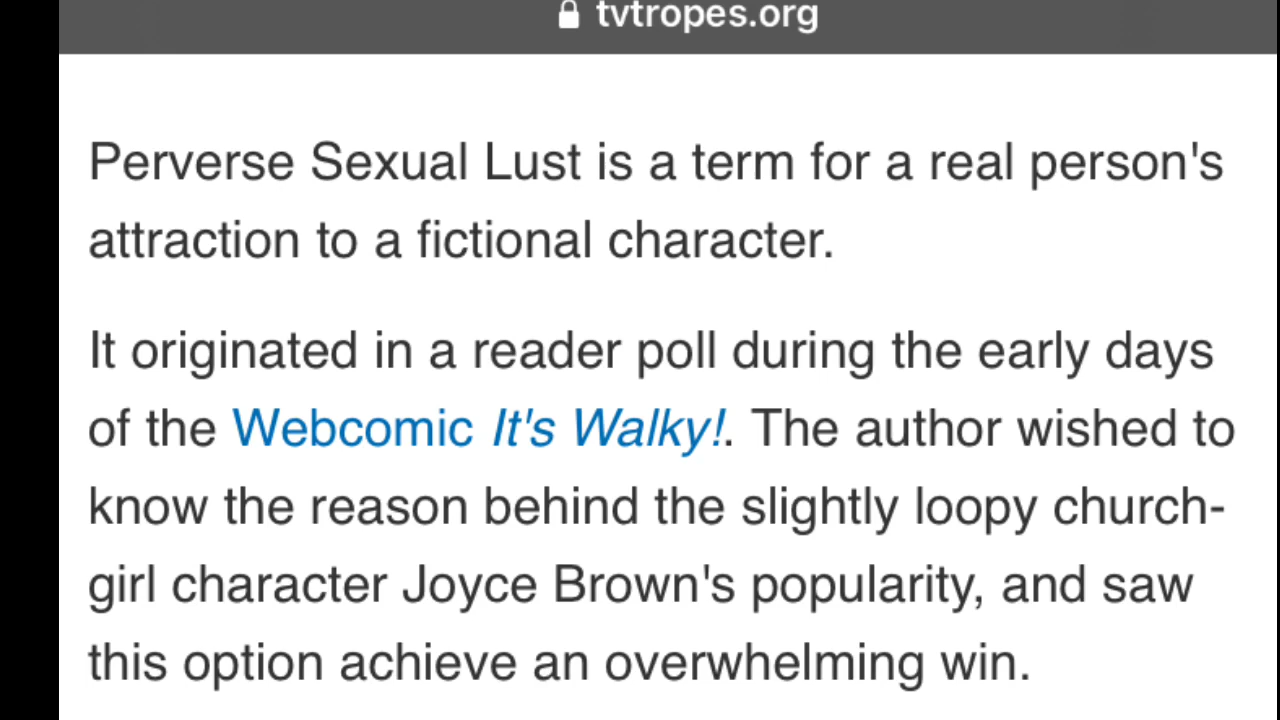 tvtropes.org
Perverse Sexual Lust is a term for a real person's
attraction to a fictional character.
It originated in a reader poll during the early days
of the Webcomic It's Walky!. The author wished to
know the reason behind the slightly loopy church-
girl character Joyce Brown's popularity, and saw
this option achieve an overwhelming win.